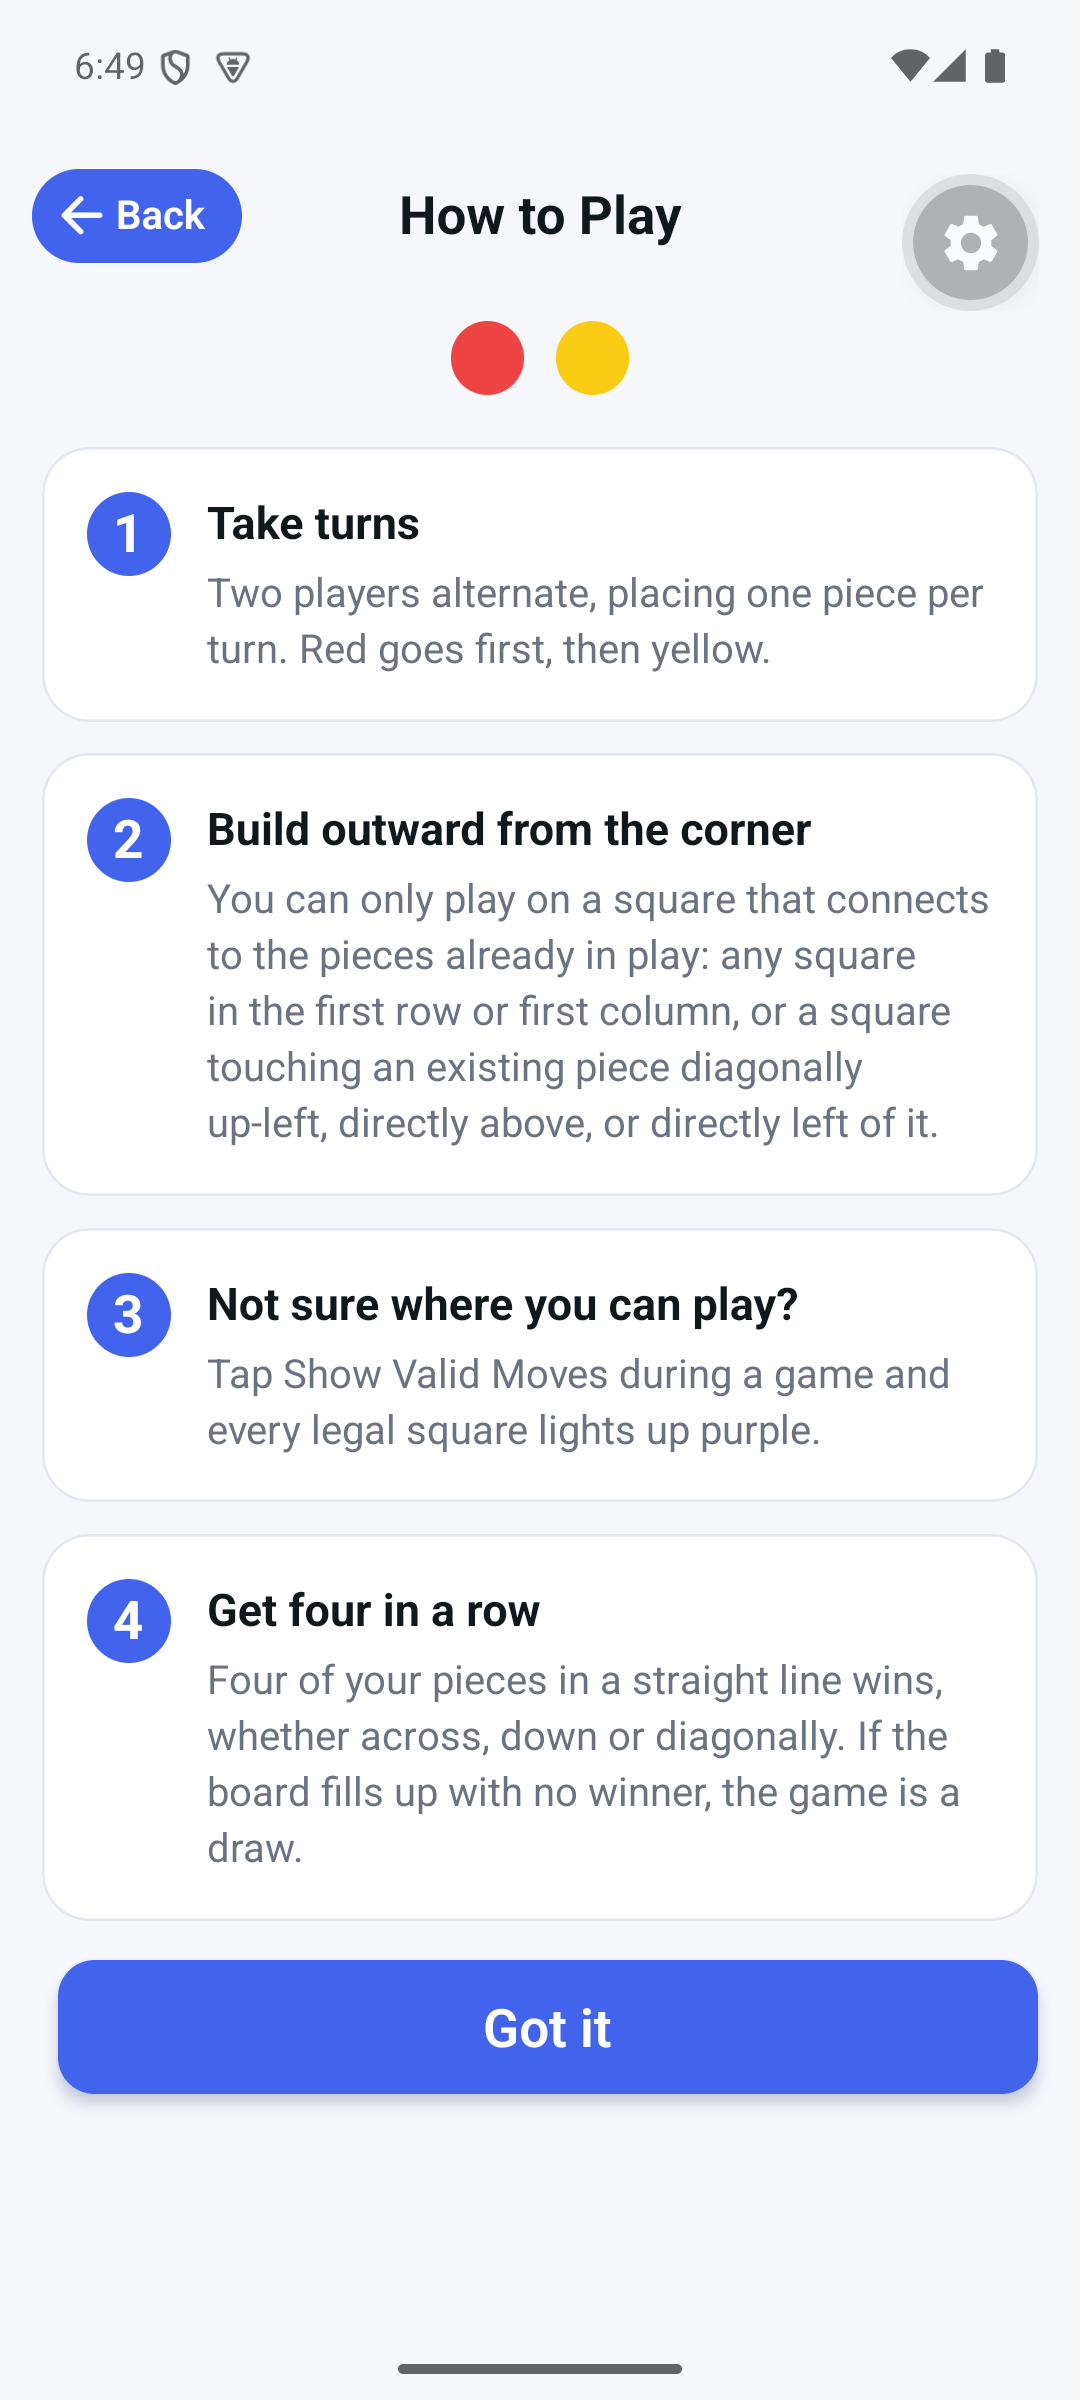 6:49
Back
How to Play
1
Take turns
Two players alternate, placing one piece per
turn. Red goes first, then yellow.
2
Build outward from the corner
You can only play on a square that connects
to the pieces already in play: any square
in the first row or first column, or a square
touching an existing piece diagonally
up-left, directly above, or directly left of it.
3
Not sure where you can play?
Tap Show Valid Moves during a game and
every legal square lights up purple.
4
Get four in a row
Four of your pieces in a straight line wins,
whether across, down or diagonally. If the
board fills up with no winner, the game is a
draw.
Got it